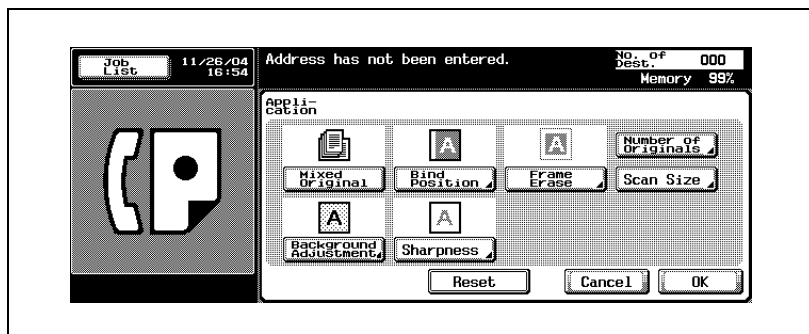 Job
List
11/26/04
16:54
Address has not been entered.
No. of
Dest.
000
Memory 99%
Appli-
cation
A
A
Mixed
Original
Bind
Position
Frame
Erase
Number of
Originals
Scan Size
A
A
Background
Adjustment
Sharpness
Reset
Cancel
OK